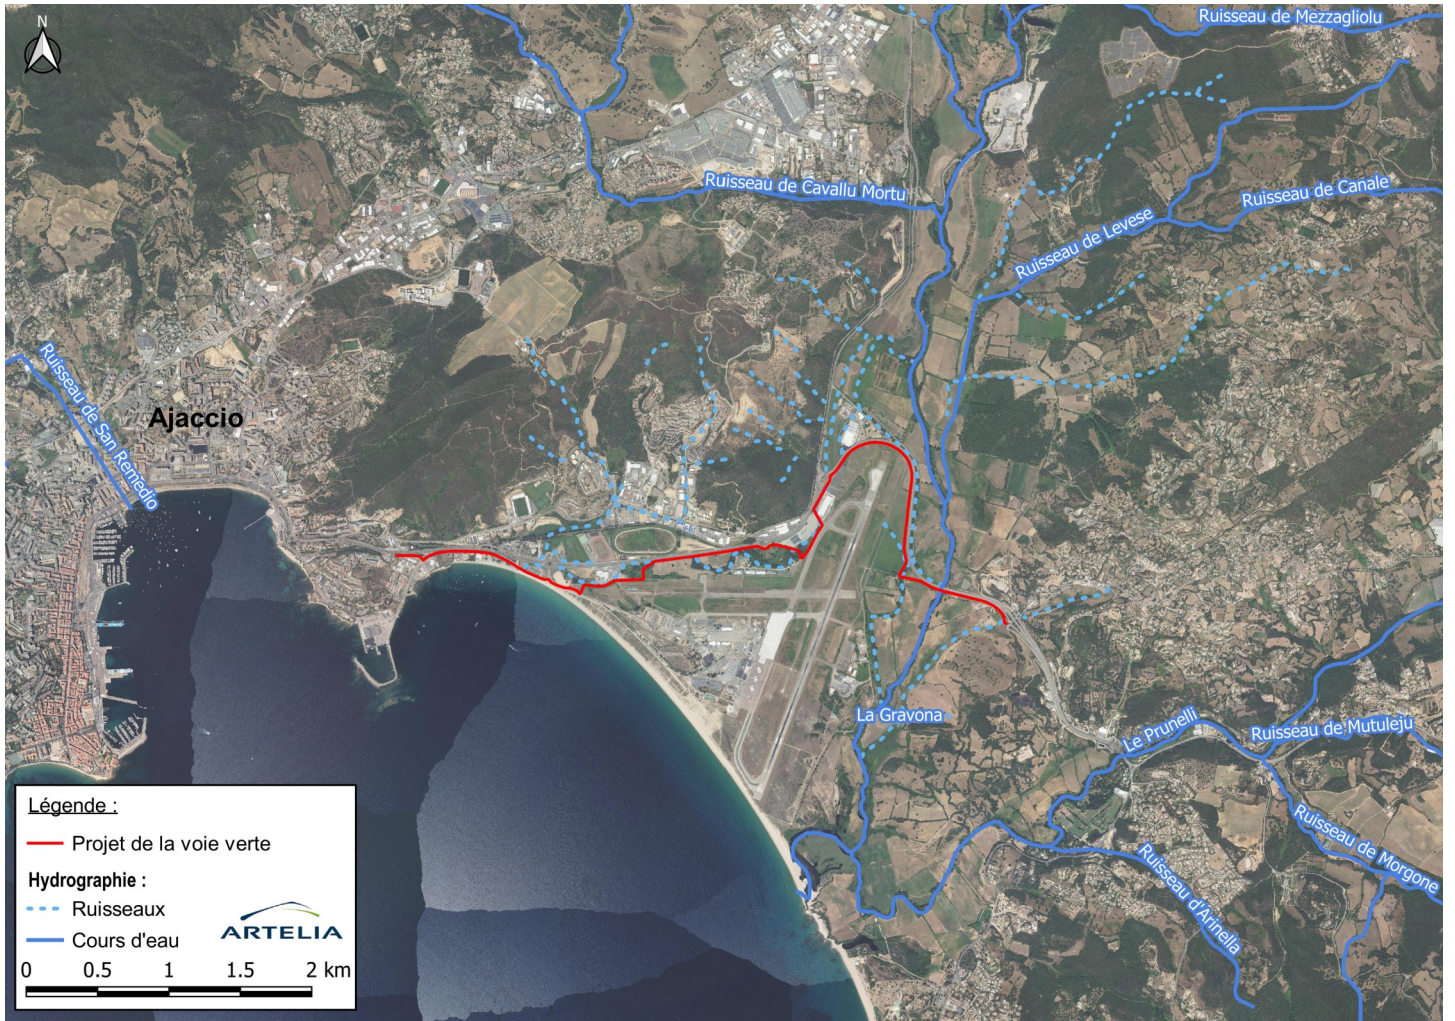 N
Ruisseau de Mezzagliolu
Ruisseau de Cavallu Mortu
Ruisseau de Canale
Ruisseau de Levese
Ruisseau de San Remedio
Ajaccio
La Gravona
Le Prunelli
Ruisseau de Mutuleju
Ruisseau de Morgone
Ruisseau d'Arinella
Légende :
Projet de la voie verte
Hydrographie :
Ruisseaux
Cours d'eau
ARTELIA
0 0.5 1 1.5 2 km